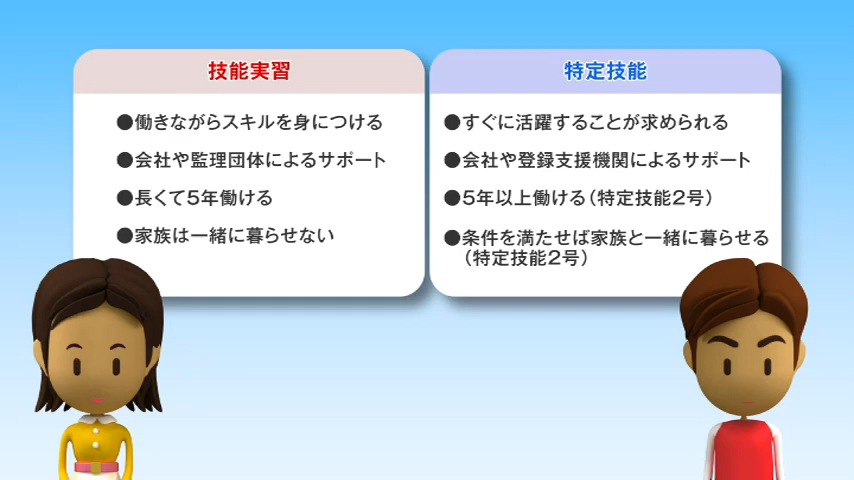 技能実習
●働きながらスキルを身につける
●会社や監理団体によるサポート
●長くて5年働ける
●家族は一緒に暮らせない
特定技能
●すぐに活躍することが求められる
●会社や登録支援機関によるサポート
●5年以上働ける（特定技能2号）
●条件を満たせば家族と一緒に暮らせる
（特定技能2号）